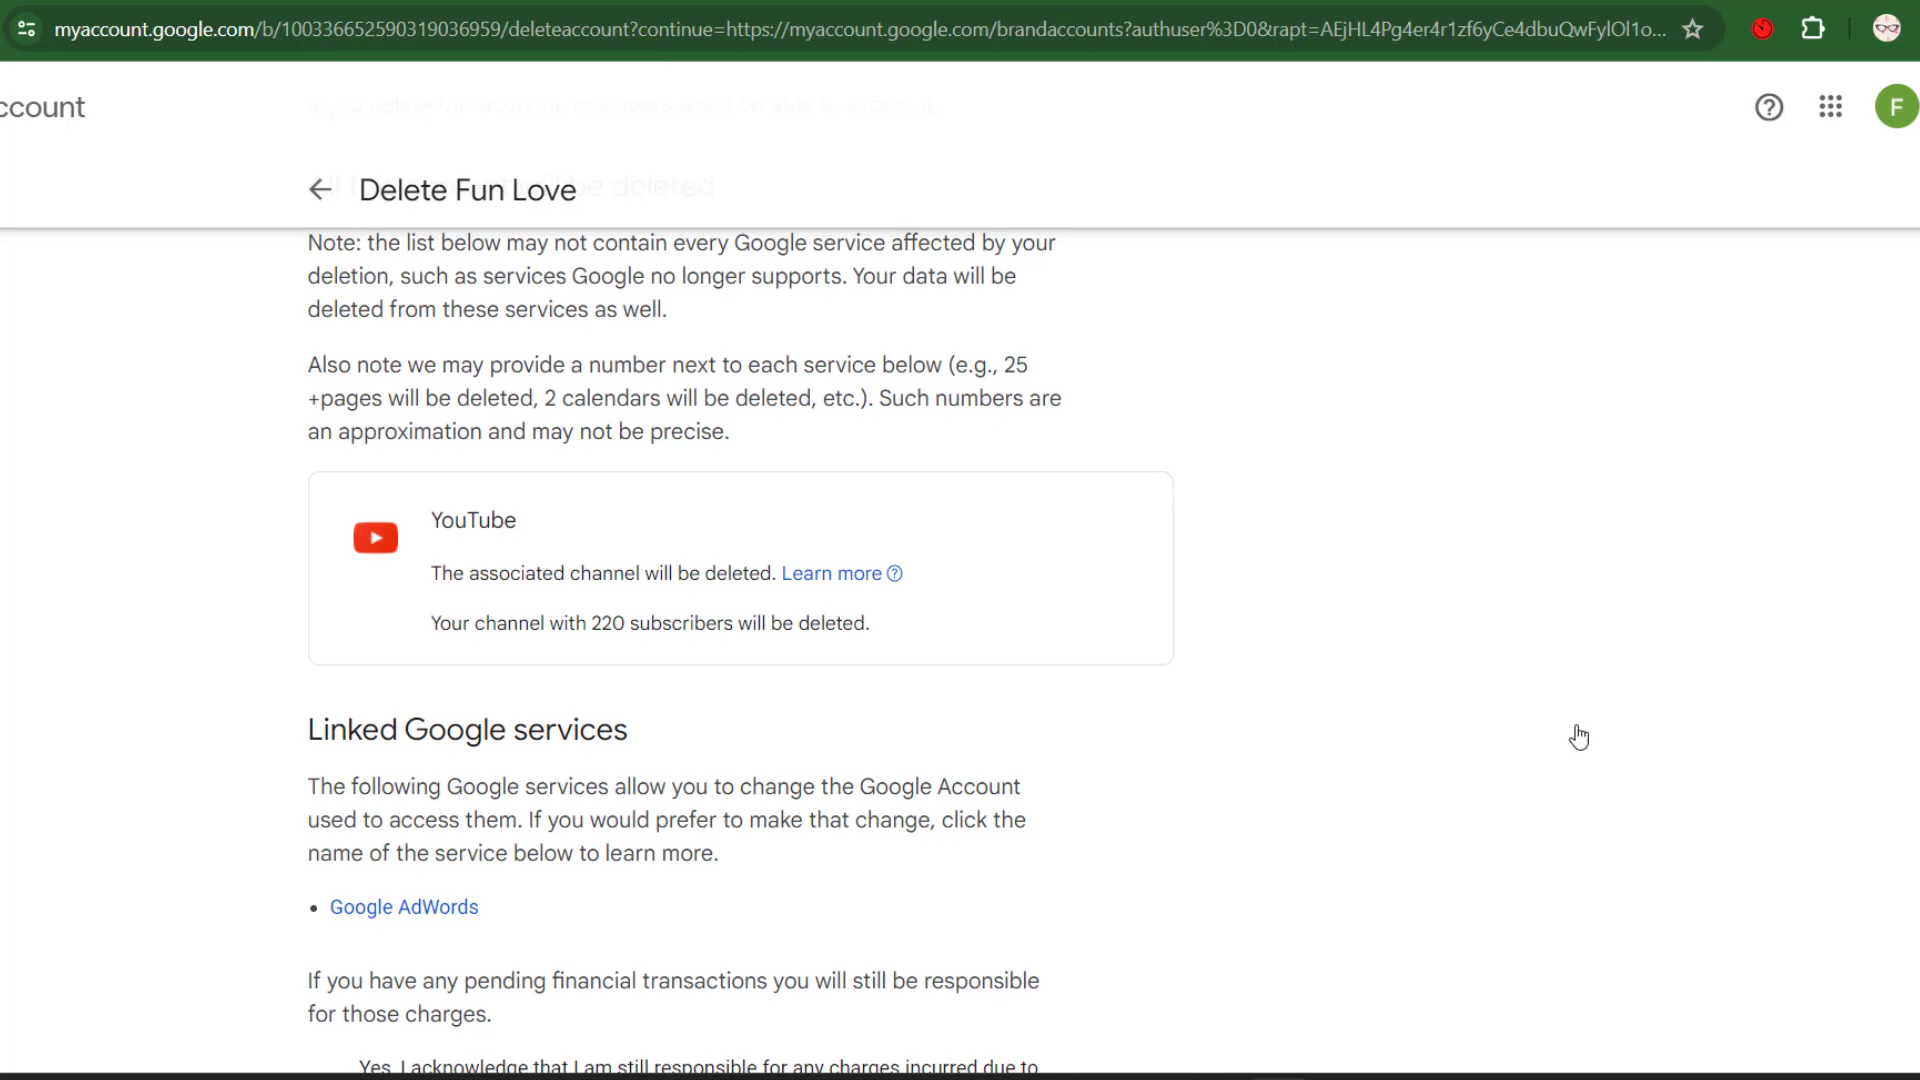 myaccount.google.com/b/100336652590319036959/deleteaccount?continue=https://myaccount.google.com/brandaccounts?authuser%3D0&rapt=AEjHL4Pg4er4r1zf6yCe4dbuQwFylOl1o...
ccount
F
Delete Fun Love
be deleted
Note: the list below may not contain every Google service affected by your
deletion, such as services Google no longer supports. Your data will be
deleted from these services as well.
Also note we may provide a number next to each service below (e.g., 25
+pages will be deleted, 2 calendars will be deleted, etc.). Such numbers are
an approximation and may not be precise.
YouTube
The associated channel will be deleted. Learn more
Your channel with 220 subscribers will be deleted.
Linked Google services
The following Google services allow you to change the Google Account
used to access them. If you would prefer to make that change, click the
name of the service below to learn more.
• Google AdWords
If you have any pending financial transactions you will still be responsible
for those charges.
Yes, I acknowledge that I am still responsible for any charges incurred due to